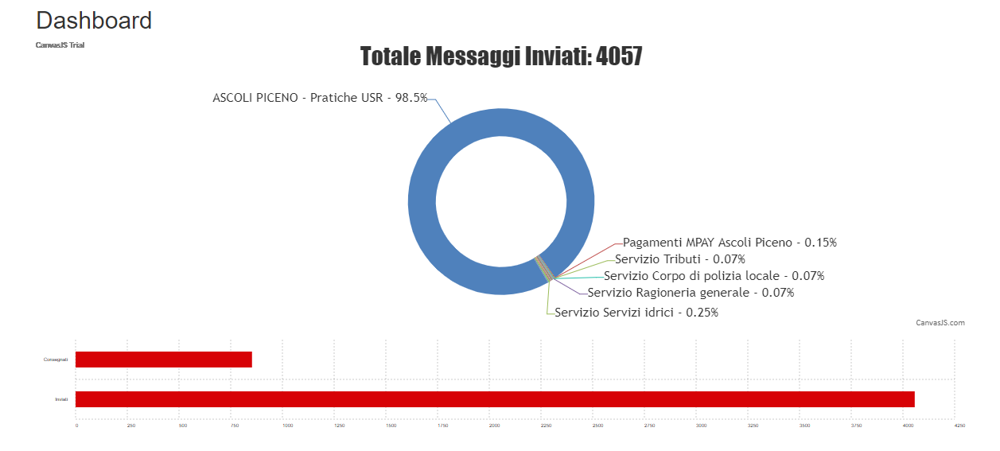 Dashboard
CanvasJS Trial
Totale Messaggi Inviati: 4057
ASCOLI PICENO - Pratiche USR - 98.5%
Pagamenti MPAY Ascoli Piceno - 0.15%
Servizio Tributi - 0.07%
Servizio Corpo di polizia locale - 0.07%
Servizio Ragioneria generale - 0.07%
Servizio Servizi idrici - 0.25%
CanvasJS.com
Consegnati
Inviati
0 250 500 750 1000 1250 1500 1750 2000 2250 2500 2750 3000 3250 3500 3750 4000 4250